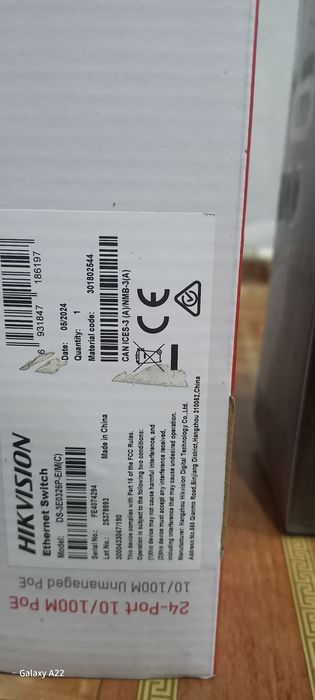 HIKVISION
Ethernet Switch
Model: DS-3E0326P-E/M(C)
Serial No.: FE4074294
Lot No.: 25378693
3000433047/190
Made in China
6 931847 186197
Date: 05/2024
Quantity: 1
Material code: 301802544
CAN ICES-3 (A)/NMB-3(A)
CE
This device complies with Part 15 of the FCC Rules.
Operation is subject to the following two conditions:
(1)this device may not cause harmful interference, and
(2)this device must accept any interference received,
including interference that may cause undesired operation.
Manufacturer: Hangzhou Hikvision Digital Technology Co.,Ltd.
Address:No.555 Qianmo Road,Binjiang District,Hangzhou 310052,China
24-Port 10/100M PoE
10/100M Unmanaged PoE
Galaxy A22